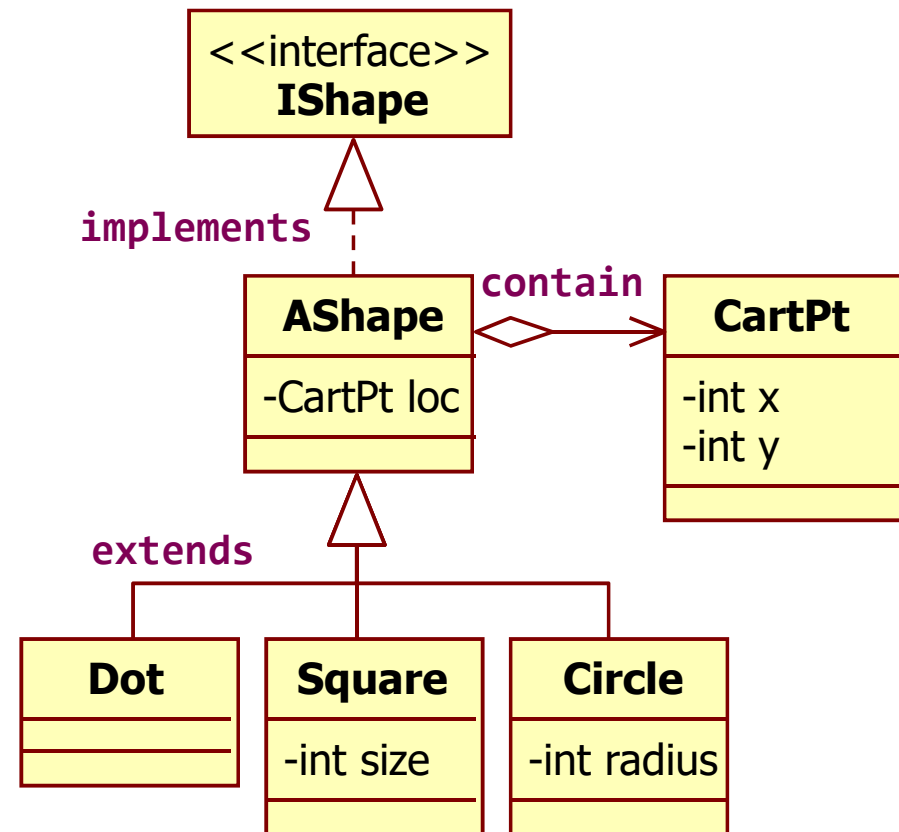 <<interface>>
IShape
implements
contain
AShape
-CartPt loc
CartPt
-int x
-int y
extends
Dot
Square
-int size
Circle
-int radius